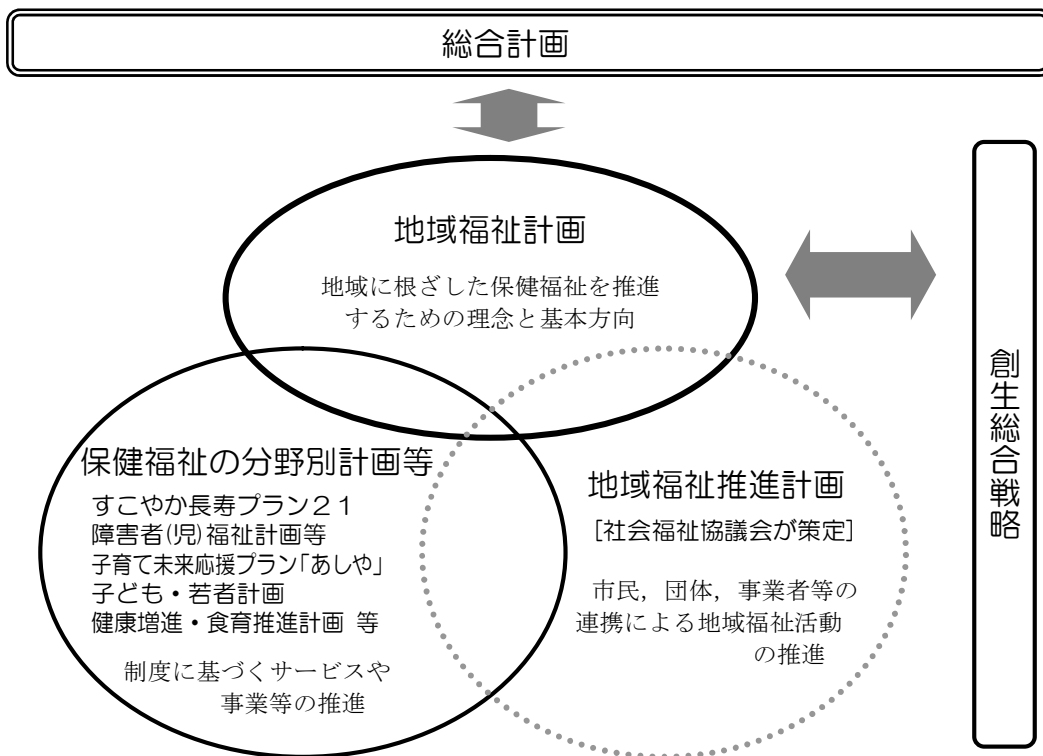 総合計画
地域福祉計画
地域に根ざした保健福祉を推進
するための理念と基本方向
創生総合戦略
保健福祉の分野別計画等
すこやか長寿プラン２１
障害者(児)福祉計画等
子育て未来応援プラン「あしや」
子ども・若者計画
健康増進・食育推進計画 等
制度に基づくサービスや
事業等の推進
地域福祉推進計画
[社会福祉協議会が策定]
市民，団体，事業者等の
連携による地域福祉活動
の推進